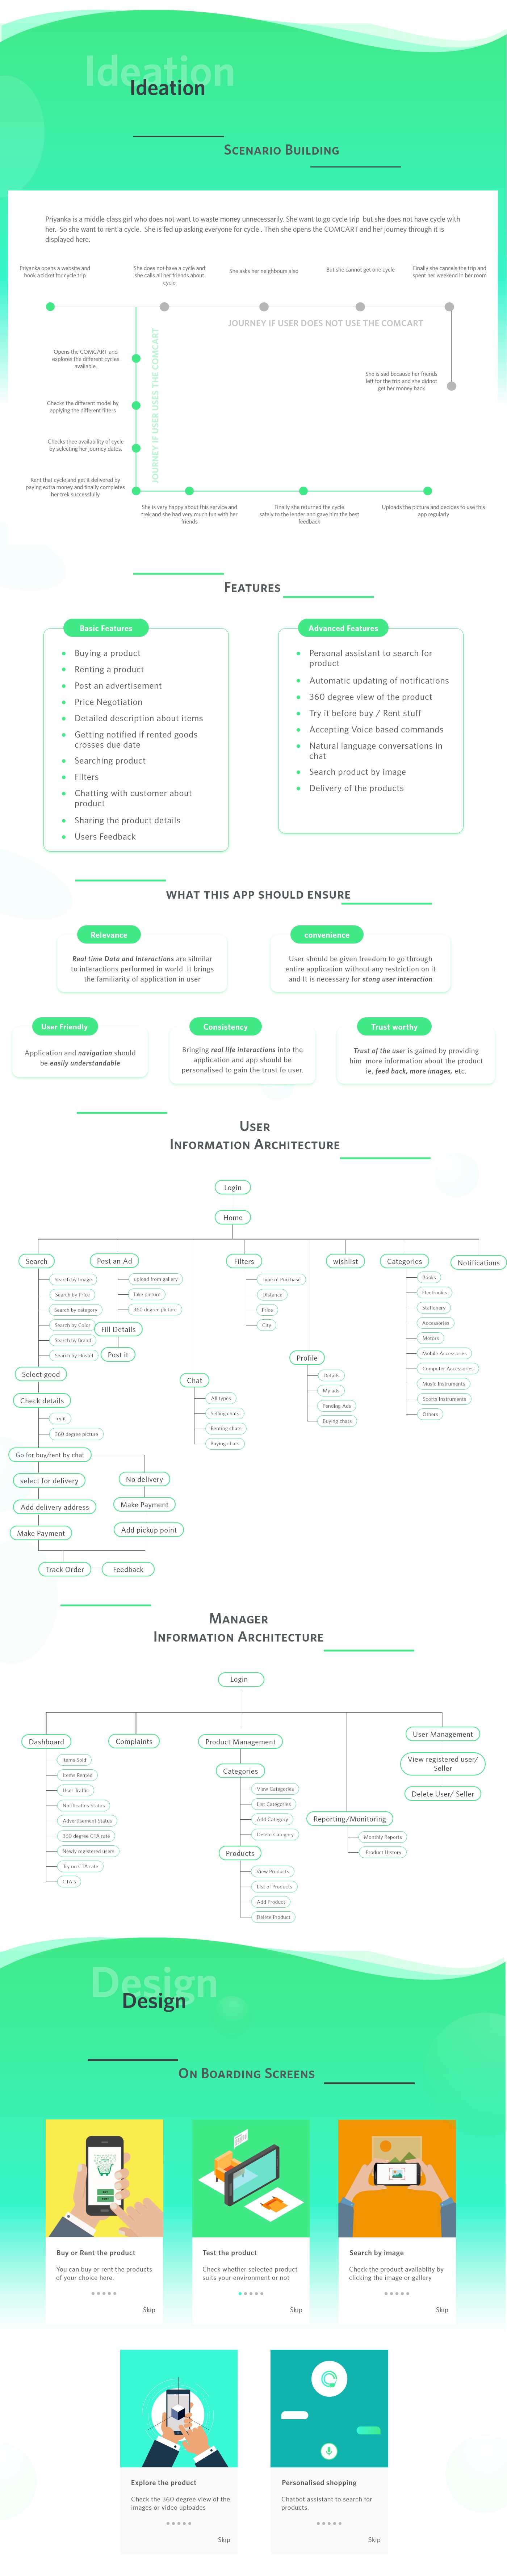 Ideation
Ideation
SCENARIO BUILDING
Priyanka is a middle class girl who does not want to waste money unnecessarily. She want to go cycle trip but she does not have cycle with
her. So she want to rent a cycle. She is fed up asking everyone for cycle . Then she opens the COMCART and her journey through it is
displayed here.
Priyanka opens a website and
book a ticket for cycle trip
She does not have a cycle and
she calls all her friends about
cycle
She asks her neighbours also
But she cannot get one cycle
Finally she cancels the trip and
spent her weekend in her room
JOURNEY IF USER DOES NOT USE THE COMCART
JOURNEY IF USER USES THE COMCART
Opens the COMCART and
explores the different cycles
available.
She is sad because her friends
left for the trip and she didnot
get her money back
Checks the different model by
applying the different filters
Checks thee availability of cycle
by selecting her journey dates.
Rent that cycle and get it delivered by
paying extra money and finally completes
her trek successfully
She is very happy about this service and
trek and she had very much fun with her
friends
Finally she returned the cycle
safely to the lender and gave him the best
feedback
Uploads the picture and decides to use this
app regularly
FEATURES
Basic Features
Buying a product
Renting a product
Post an advertisement
Price Negotiation
Detailed description about items
Getting notified if rented goods
crosses due date
Searching product
Filters
Chatting with customer about
product
Sharing the product details
Users Feedback
Advanced Features
Personal assistant to search for
product
Automatic updating of notifications
360 degree view of the product
Try it before buy / Rent stuff
Accepting Voice based commands
Natural language conversations in
chat
Search product by image
Delivery of the products
WHAT THIS APP SHOULD ENSURE
Relevance
Real time Data and Interactions are silmilar
to interactions performed in world .It brings
the familiarity of application in user
convenience
User should be given freedom to go through
entire application without any restriction on it
and It is necessary for stong user interaction
User Friendly
Application and navigation should
be easily understandable
Consistency
Bringing real life interactions into the
application and app should be
personalised to gain the trust fo user.
Trust worthy
Trust of the user is gained by providing
him more information about the product
ie, feed back, more images, etc.
USER
INFORMATION ARCHITECTURE
Login
Home
Search
Search by Image
Search by Price
Search by category
Search by Color
Search by Brand
Search by Hostel
Select good
Check details
Try it
360 degree picture
Go for buy/rent by chat
select for delivery
Add delivery address
Make Payment
No delivery
Make Payment
Add pickup point
Track Order
Feedback
Post an Ad
upload from gallery
Take picture
360 degree picture
Fill Details
Post it
Chat
All types
Selling chats
Renting chats
Buying chats
Filters
Type of Purchase
Distance
Price
City
Profile
Details
My ads
Pending Ads
Buying chats
wishlist
Categories
Books
Electronics
Stationery
Accessories
Motors
Mobile Accessories
Computer Accessories
Music Instruments
Sports Instruments
Others
Notifications
MANAGER
INFORMATION ARCHITECTURE
Login
Dashboard
Items Sold
Items Rented
User Traffic
Notification Status
Advertisement Status
360 degree CTA rate
Newly registered users
Try on CTA rate
CTA's
Complaints
Product Management
Categories
View Categories
List Categories
Add Category
Delete Category
Products
View Products
List of Products
Add Product
Delete Product
Reporting/Monitoring
Monthly Reports
Product History
User Management
View registered user/
Seller
Delete User/ Seller
Design
Design
ON BOARDING SCREENS
BUY
RENT
Buy or Rent the product
You can buy or rent the products
of your choice here.
Skip
Test the product
Check whether selected product
suits your environment or not
Skip
Search by image
Check the product availablity by
clicking the image or gallery
Skip
Explore the product
Check the 360 degree view of the
images or video uploades
Skip
Personalised shopping
Chatbot assistant to search for
products.
Skip